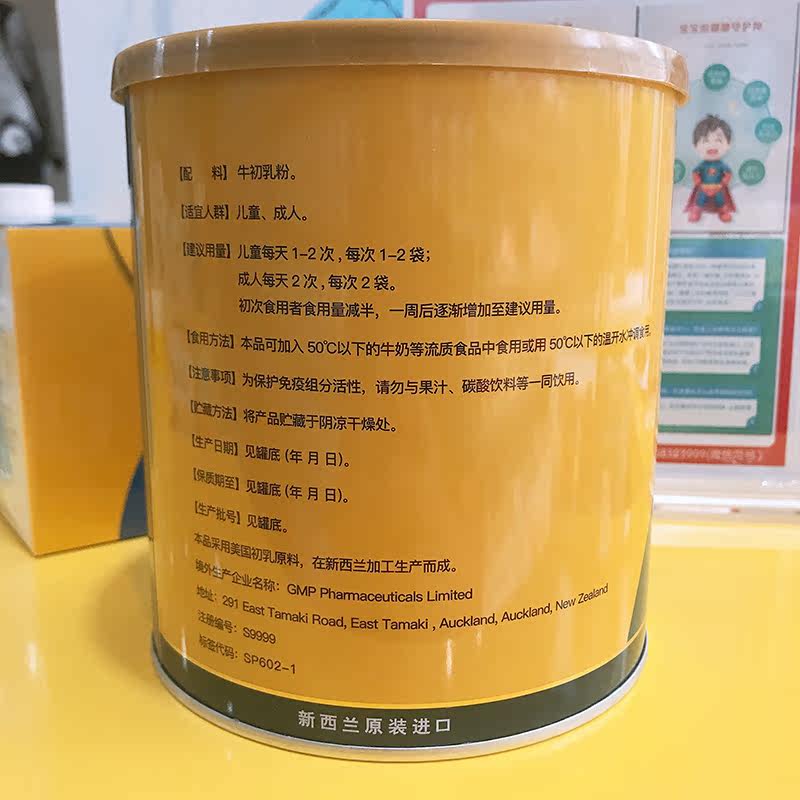 【配 料】牛初乳粉。
【适宜人群】儿童、成人。
【建议用量】儿童每天1-2次,每次1-2袋;
成人每天2次,每次2袋。
初次食用者食用量减半,一周后逐渐增加至建议用量。
【食用方法】本品可加入50℃以下的牛奶等流质食品中食用或用50℃以下的温开水冲调食用。
【注意事项】为保护免疫组分活性,请勿与果汁、碳酸饮料等一同饮用。
【贮藏方法】将产品贮藏于阴凉干燥处。
【生产日期】见罐底(年 月 日)。
【保质期至】见罐底(年 月 日)。
【生产批号】见罐底。
本品采用美国初乳原料,在新西兰加工生产而成。
境外生产企业名称:GMP Pharmaceuticals Limited
地址:291 East Tamaki Road, East Tamaki , Auckland, Auckland, New Zealand
注册编号:S9999
标签代码:SP602-1
新西兰原装进口